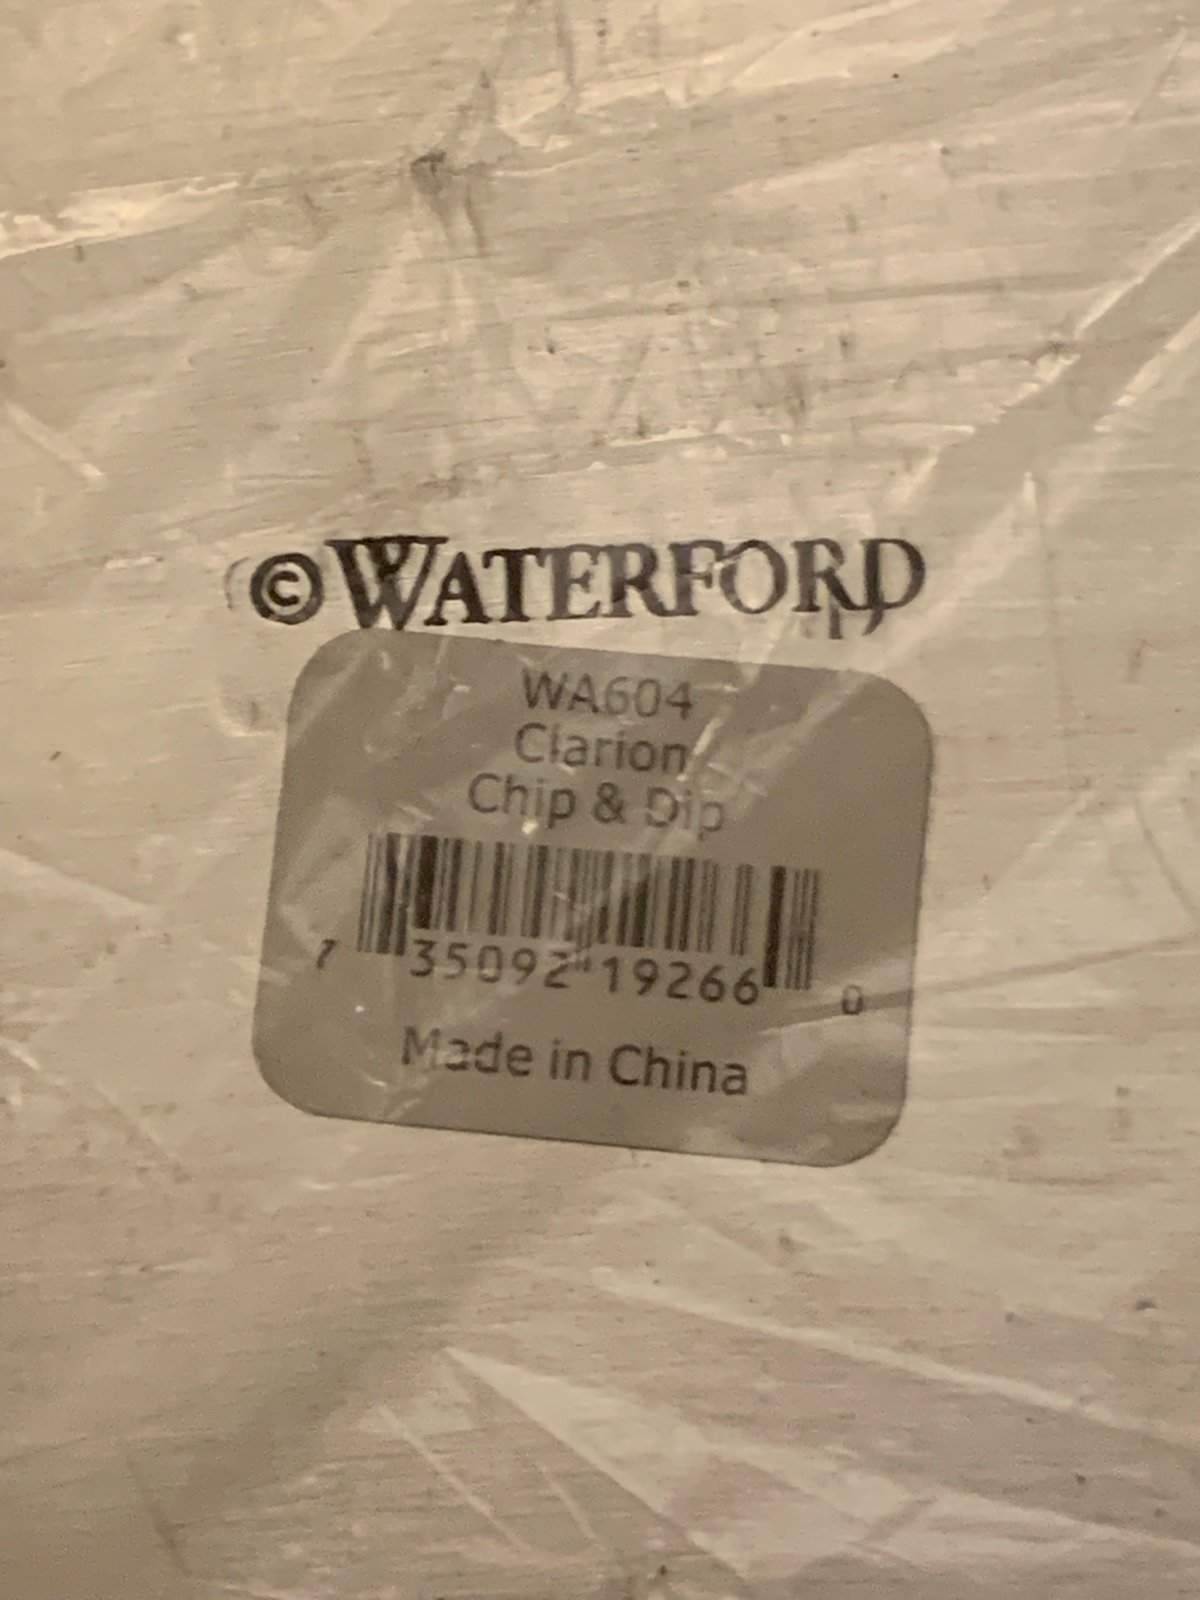 © WATERFORD
WA604
Clarion
Chip & Dip
7 35092 19266 0
Made in China